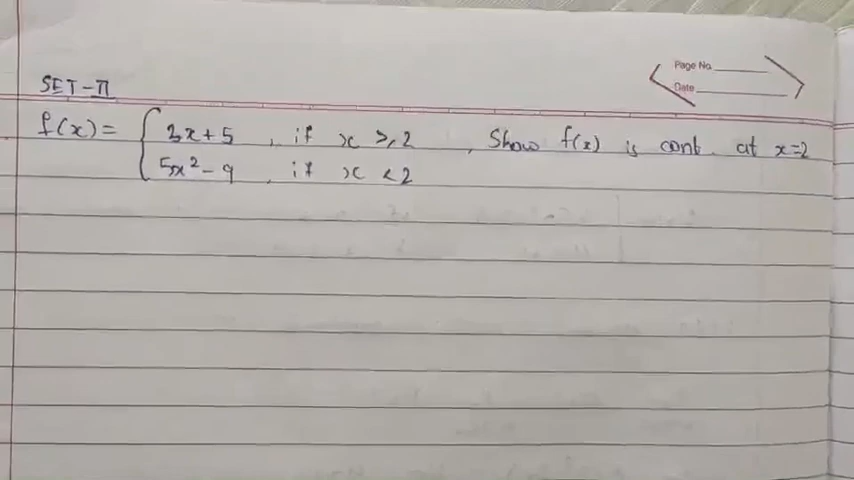 Page No.
Date
SET-II
f(x) = { 3x+5 , if x ≥ 2 , Show f(x) is cont. at x=2
5x² - 9 , if x < 2